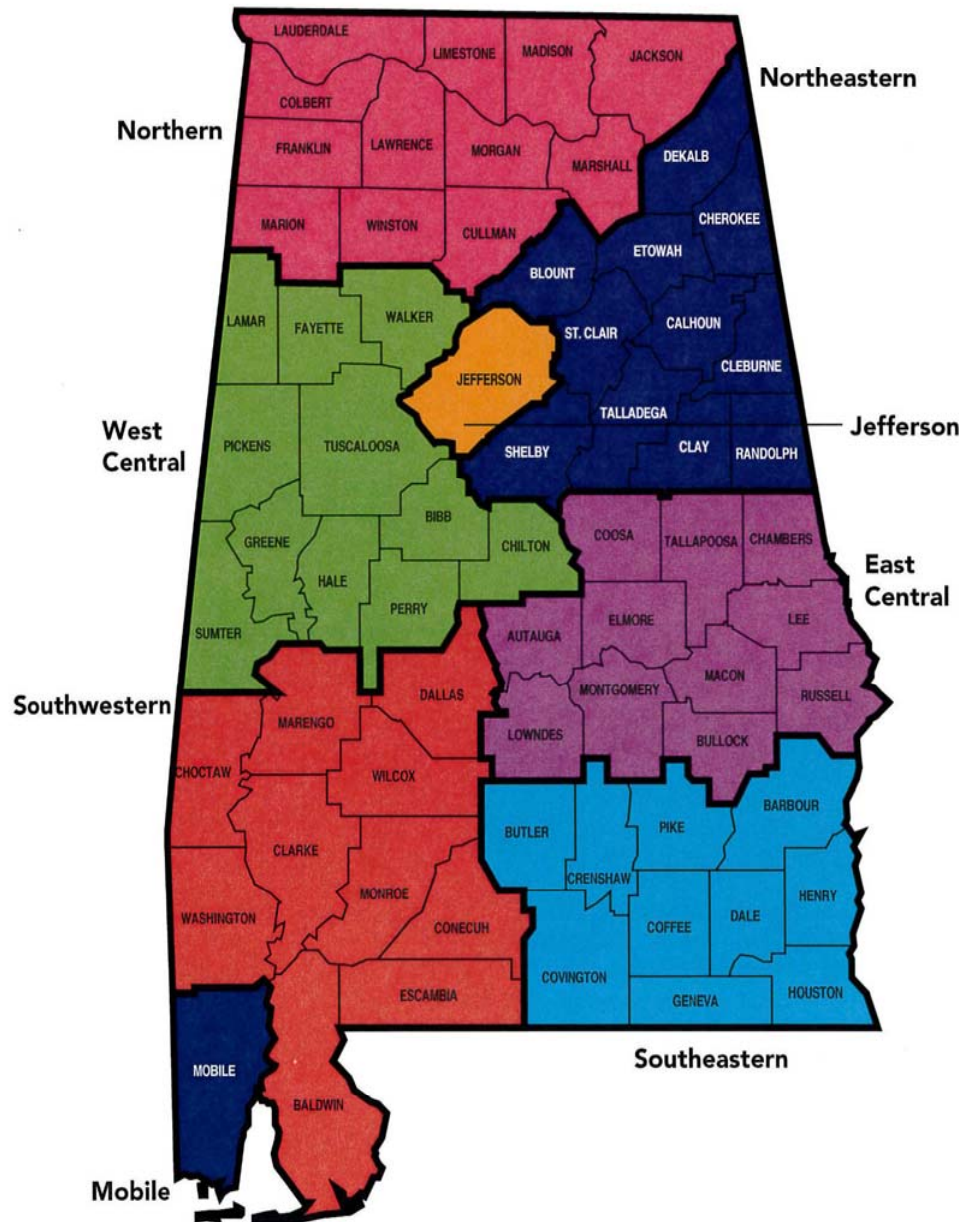 LAUDERDALE
LIMESTONE
MADISON
JACKSON
Northeastern
COLBERT
Northern
FRANKLIN
LAWRENCE
MORGAN
MARSHALL
DEKALB
MARION
WINSTON
CULLMAN
CHEROKEE
ETOWAH
BLOUNT
LAMAR
FAYETTE
WALKER
ST. CLAIR
CALHOUN
CLEBURNE
JEFFERSON
West
Central
PICKENS
TUSCALOOSA
TALLADEGA
Jefferson
SHELBY
CLAY
RANDOLPH
GREENE
BIBB
CHILTON
COOSA
TALLAPOOSA
CHAMBERS
East
Central
HALE
PERRY
SUMTER
AUTAUGA
ELMORE
LEE
MACON
Southwestern
DALLAS
MARENGO
MONTGOMERY
RUSSELL
LOWNDES
BULLOCK
CHOCTAW
WILCOX
BUTLER
PIKE
BARBOUR
CLARKE
CRENSHAW
MONROE
HENRY
WASHINGTON
CONECUH
COFFEE
DALE
COVINGTON
ESCAMBIA
GENEVA
HOUSTON
Southeastern
MOBILE
BALDWIN
Mobile